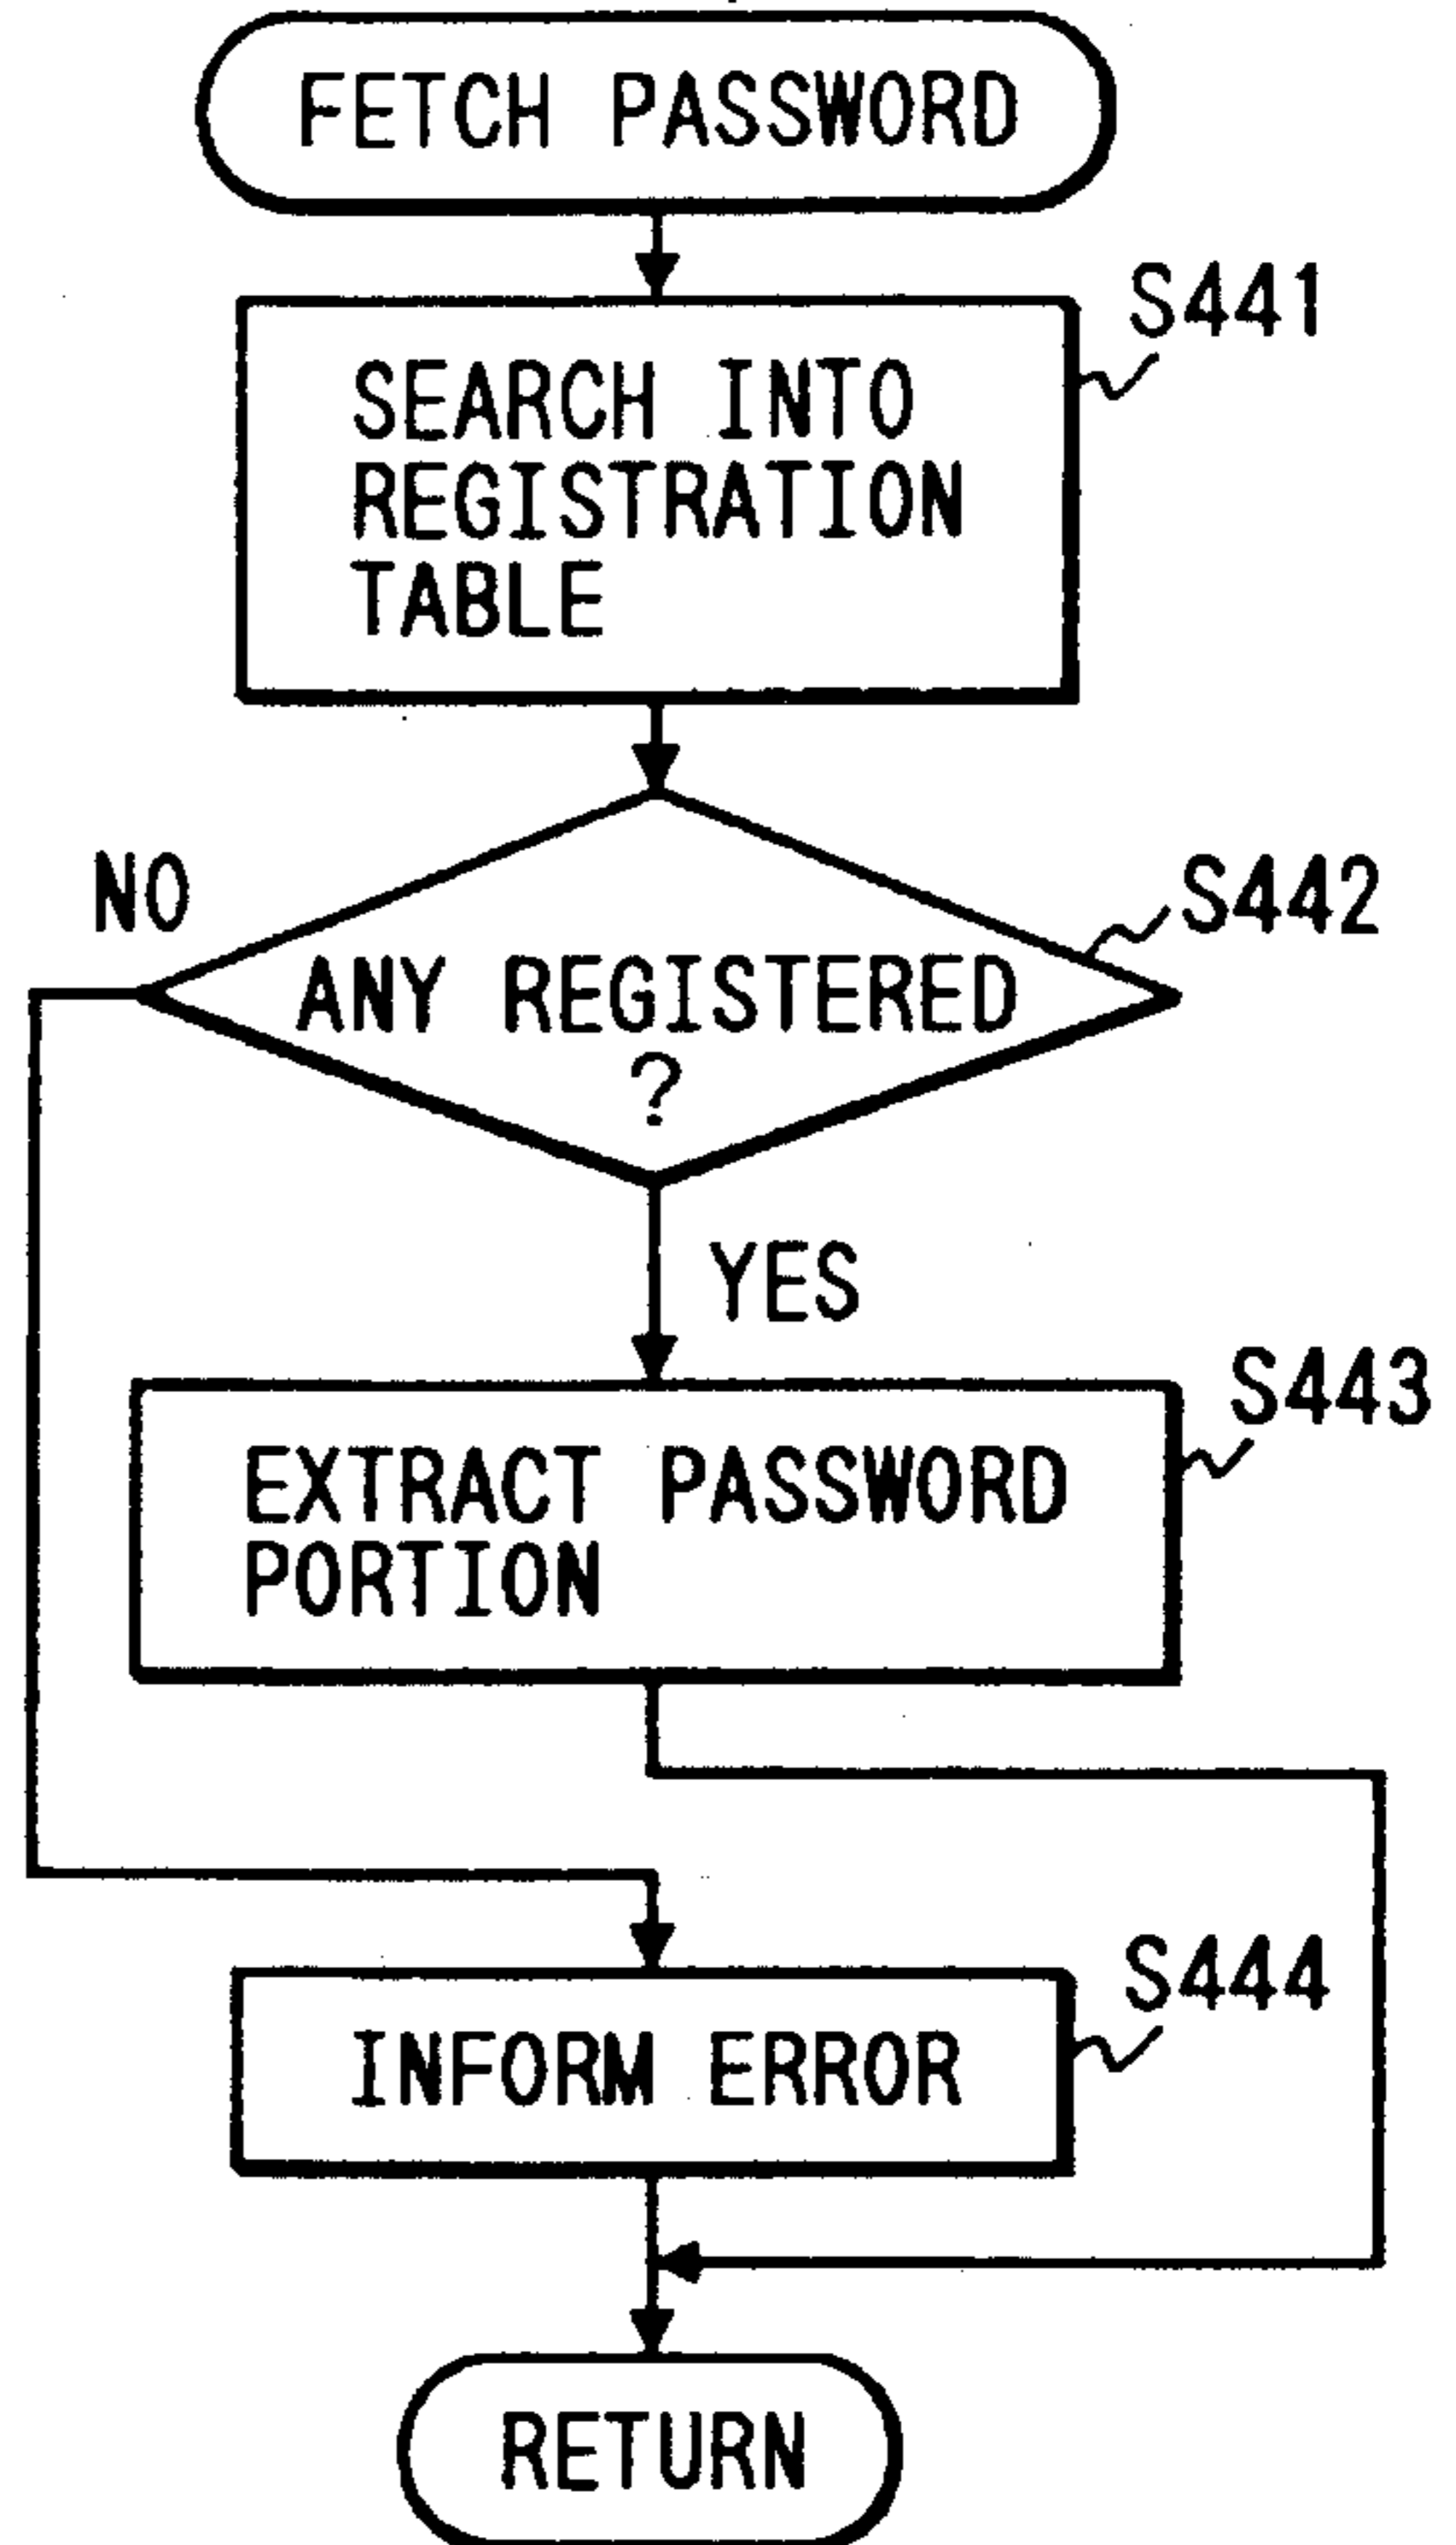 FETCH PASSWORD
S441
SEARCH INTO
REGISTRATION
TABLE
NO
S442
ANY REGISTERED
?
YES
S443
EXTRACT PASSWORD
PORTION
S444
INFORM ERROR
RETURN